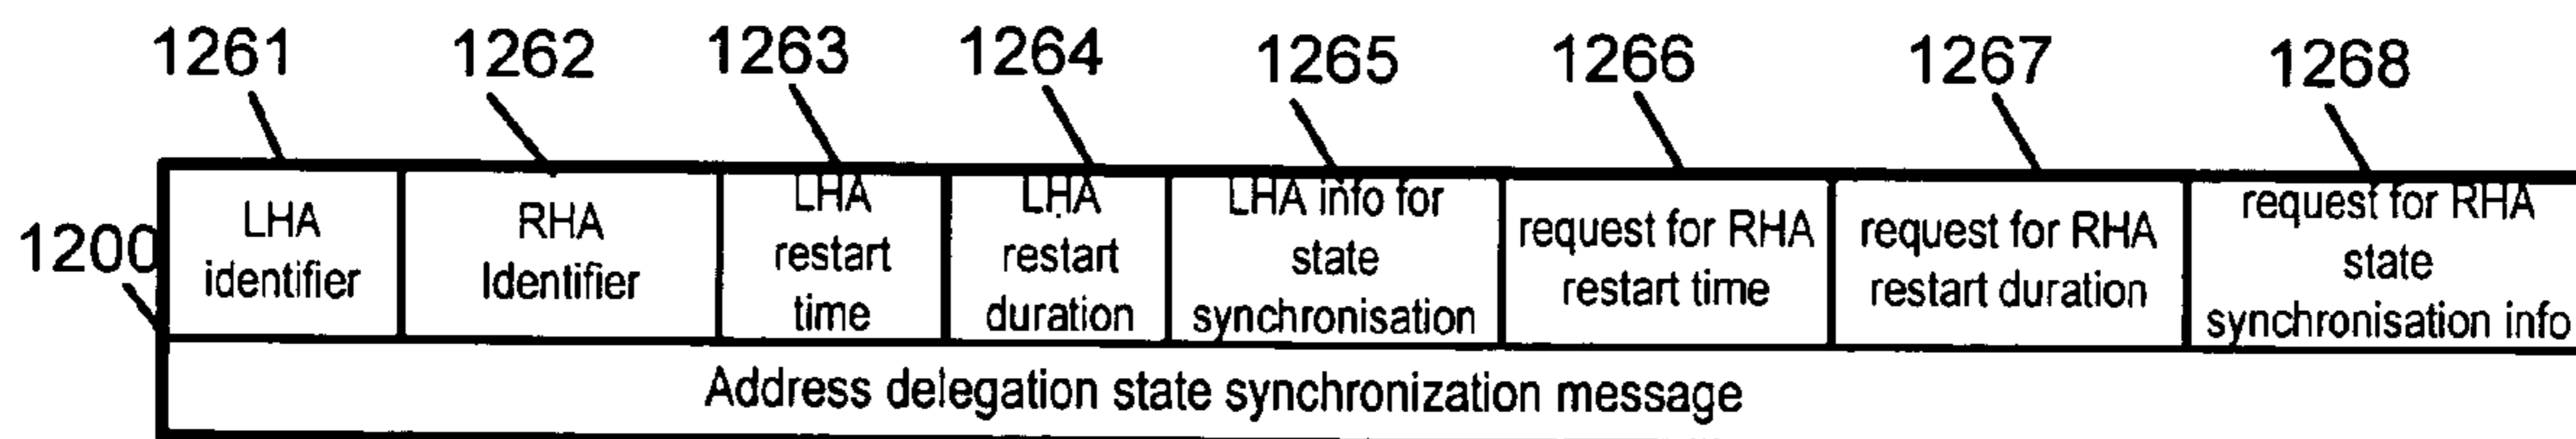 1261 1262 1263 1264 1265 1266 1267 1268
1200
LHA
identifier
RHA
Identifier
LHA
restart
time
LHA
restart
duration
LHA info for
state
synchronisation
request for RHA
restart time
request for RHA
restart duration
request for RHA
state
synchronisation info
Address delegation state synchronization message